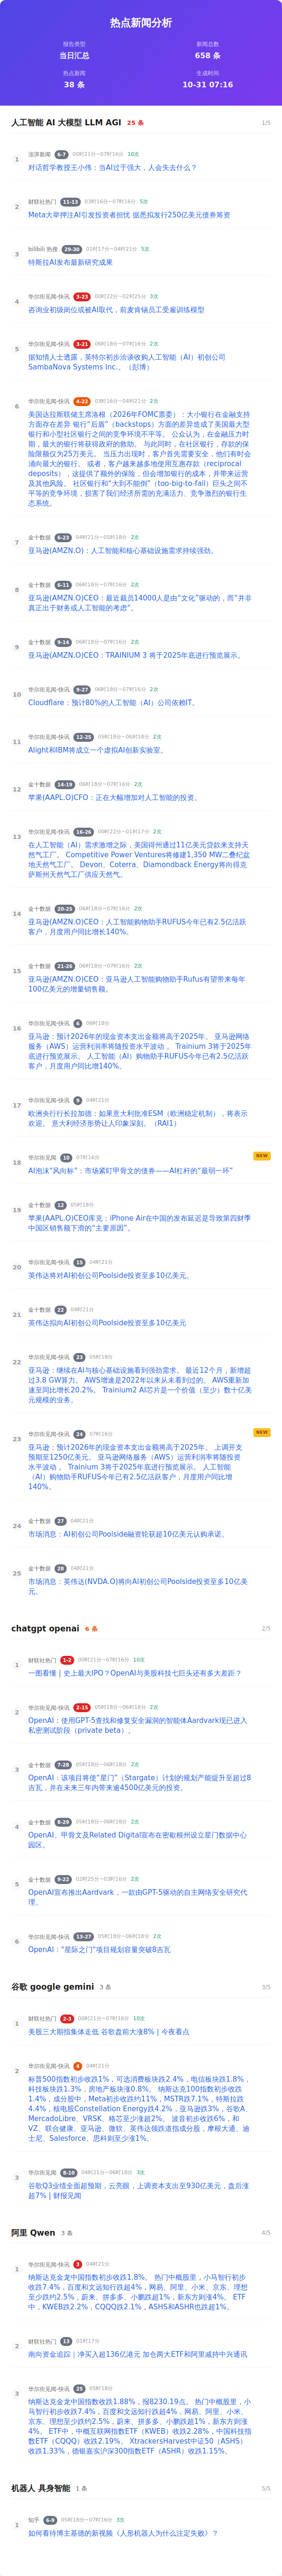 热点新闻分析
报告类型
新闻总数
当日汇总
658 条
热点新闻
生成时间
38 条
10-31 07:16
人工智能 AI 大模型 LLM AGI 25 条 1/5
1 澎湃新闻 6-7 00时21分~07时16分 10次
对话哲学教授王小伟：当AI过于强大，人会失去什么？
2 财联社热门 11-13 03时16分~07时16分 5次
Meta大举押注AI引发投资者担忧 据悉拟发行250亿美元债券筹资
3 bilibili 热搜 29-30 01时17分~04时21分 5次
特斯拉AI发布最新研究成果
4 华尔街见闻-快讯 3-23 00时22分~02时25分 3次
咨询业初级岗位或被AI取代，前麦肯锡员工受雇训练模型
5 华尔街见闻-快讯 3-21 06时18分~07时16分 2次
据知情人士透露，英特尔初步洽谈收购人工智能（AI）初创公司
SambaNova Systems Inc.。（彭博）
6 华尔街见闻-快讯 4-22 03时16分~04时21分 2次
美国达拉斯联储主席洛根（2026年FOMC票委）：大小银行在金融支持
方面存在差异 银行“后盾”（backstops）方面的差异造成了美国最大型
银行和小型社区银行之间的竞争环境不平等。 公众认为，在金融压力时
期，最大的银行将获得政府的救助。 与此同时，在社区银行，存款的保
险限额仅为25万美元。 当压力出现时，客户首先需要安全，他们有时会
涌向最大的银行。 或者，客户越来越多地使用互惠存款（reciprocal
deposits），这提供了额外的保险，但会增加银行的成本，并带来运营
及其他风险。 社区银行和“大到不能倒”（too-big-to-fail）巨头之间不
平等的竞争环境，损害了我们经济所需的充满活力、竞争激烈的银行生
态系统。
7 金十数据 6-23 04时21分~05时18分 2次
亚马逊(AMZN.O)：人工智能和核心基础设施需求持续强劲。
8 金十数据 6-11 06时18分~07时16分 2次
亚马逊(AMZN.O)CEO：最近裁员14000人是由“文化”驱动的，而“并非
真正出于财务或人工智能的考虑”。
9 金十数据 9-14 06时18分~07时16分 2次
亚马逊(AMZN.O)CEO：TRAINIUM 3 将于2025年底进行预览展示。
10 华尔街见闻-快讯 9-27 06时18分~07时16分 2次
Cloudflare：预计80%的人工智能（AI）公司依赖IT。
11 华尔街见闻-快讯 12-25 05时18分~06时18分 2次
Alight和IBM将成立一个虚拟AI创新实验室。
12 金十数据 14-19 06时18分~07时16分 2次
苹果(AAPL.O)CFO：正在大幅增加对人工智能的投资。
13 华尔街见闻-快讯 16-26 00时22分~01时17分 2次
在人工智能（AI）需求激增之际，美国得州通过11亿美元贷款来支持天
然气工厂。 Competitive Power Ventures将修建1,350 MW二叠纪盆
地天然气工厂。 Devon、Coterra、Diamondback Energy将向得克
萨斯州天然气工厂供应天然气。
14 金十数据 20-25 06时18分~07时16分 2次
亚马逊(AMZN.O)CEO：人工智能购物助手RUFUS今年已有2.5亿活跃
客户，月度用户同比增长140%。
15 金十数据 21-26 06时18分~07时16分 2次
亚马逊(AMZN.O)CEO：亚马逊人工智能购物助手Rufus有望带来每年
100亿美元的增量销售额。
16 华尔街见闻-快讯 6 06时18分
亚马逊：预计2026年的现金资本支出金额将高于2025年。 亚马逊网络
服务（AWS）运营利润率将随投资水平波动 。 Trainium 3将于2025年
底进行预览展示。 人工智能（AI）购物助手RUFUS今年已有2.5亿活跃
客户，月度用户同比增140%。
17 华尔街见闻-快讯 9 04时21分
欧洲央行行长拉加德：如果意大利批准ESM（欧洲稳定机制），将表示
欢迎。 意大利经济形势让人印象深刻。（RAI1）
18 华尔街见闻 10 07时16分 NEW
AI泡沫“风向标”：市场紧盯甲骨文的债券——AI杠杆的“最弱一环”
19 金十数据 12 05时18分
苹果(AAPL.O)CEO库克：iPhone Air在中国的发布延迟是导致第四财季
中国区销售额下滑的“主要原因”。
20 华尔街见闻-快讯 15 04时21分
英伟达将对AI初创公司Poolside投资至多10亿美元。
21 金十数据 22 04时21分
英伟达拟向AI初创公司Poolside投资至多10亿美元
22 华尔街见闻-快讯 23 05时18分
亚马逊：继续在AI与核心基础设施看到强劲需求。 最近12个月，新增超
过3.8 GW算力。 AWS增速是2022年以来从未看到过的。 AWS重新加
速至同比增长20.2%。 Trainium2 AI芯片是一个价值（至少）数十亿美
元规模的业务。
23 华尔街见闻-快讯 24 07时16分 NEW
亚马逊：预计2026年的现金资本支出金额将高于2025年。 上调开支
预期至1250亿美元。 亚马逊网络服务（AWS）运营利润率将随投资
水平波动 。 Trainium 3将于2025年底进行预览展示。 人工智能
（AI）购物助手RUFUS今年已有2.5亿活跃客户，月度用户同比增
140%。
24 金十数据 27 04时21分
市场消息：AI初创公司Poolside融资轮获超10亿美元认购承诺。
25 金十数据 28 04时21分
市场消息：英伟达(NVDA.O)将向AI初创公司Poolside投资至多10亿美
元。
chatgpt openai 6 条 2/5
1 财联社热门 1-2 00时21分~07时16分 10次
一图看懂 | 史上最大IPO？OpenAI与美股科技七巨头还有多大差距？
2 华尔街见闻-快讯 2-15 05时18分~06时18分 2次
OpenAI：使用GPT-5查找和修复安全漏洞的智能体Aardvark现已进入
私密测试阶段（private beta）。
3 金十数据 7-28 05时18分~06时18分 2次
OpenAI：该项目将使“星门”（Stargate）计划的规划产能提升至超过8
吉瓦，并在未来三年内带来逾4500亿美元的投资。
4 金十数据 8-29 05时18分~06时18分 2次
OpenAI、甲骨文及Related Digital宣布在密歇根州设立星门数据中心
园区。
5 金十数据 9-22 02时25分~03时16分 2次
OpenAI宣布推出Aardvark，一款由GPT-5驱动的自主网络安全研究代
理。
6 华尔街见闻-快讯 13-27 05时18分~06时18分 2次
OpenAI：“星际之门”项目规划容量突破8吉瓦
谷歌 google gemini 3 条 3/5
1 财联社热门 2-3 00时21分~07时16分 10次
美股三大期指集体走低 谷歌盘前大涨8% | 今夜看点
2 华尔街见闻-快讯 4 04时21分
标普500指数初步收跌1%，可选消费板块跌2.4%，电信板块跌1.8%，
科技板块跌1.3%，房地产板块涨0.8%。 纳斯达克100指数初步收跌
1.4%，成分股中，Meta初步收跌约11%，MSTR跌7.1%，特斯拉跌
4.4%，核电股Constellation Energy跌4.2%，亚马逊跌3%，谷歌A、
MercadoLibre、VRSK、格芯至少涨超2%。 波音初步收跌6%，和
VZ、联合健康、亚马逊、微软、英伟达领跌道指成分股，摩根大通、迪
士尼、Salesforce、思科则至少涨1%。
3 华尔街见闻 8-10 04时21分~06时18分 3次
谷歌Q3业绩全面超预期，云亮眼，上调资本支出至930亿美元，盘后涨
超7% | 财报见闻
阿里 Qwen 3 条 4/5
1 华尔街见闻-快讯 3 04时21分
纳斯达克金龙中国指数初步收跌1.8%。 热门中概股里，小马智行初步
收跌7.4%，百度和文远知行跌超4%，网易、阿里、小米、京东、理想
至少跌约2.5%，蔚来、拼多多、小鹏跌超1%，新东方则涨4%。 ETF
中，KWEB跌2.2%，CQQQ跌2.1%，ASHS和ASHR也跌超1%。
2 财联社热门 13 01时17分
南向资金追踪 | 净买入超136亿港元 加仓两大ETF和阿里减持中兴通讯
3 华尔街见闻-快讯 25 05时18分
纳斯达克金龙中国指数收跌1.88%，报8230.19点。 热门中概股里，小
马智行初步收跌7.4%，百度和文远知行跌超4%，网易、阿里、小米、
京东、理想至少跌约2.5%，蔚来、拼多多、小鹏跌超1%，新东方则涨
4%。 ETF中，中概互联网指数ETF（KWEB）收跌2.28%，中国科技指
数ETF（CQQQ）收跌2.19%。 XtrackersHarvest中证50（ASHS）
收跌1.33%，德银嘉实沪深300指数ETF（ASHR）收跌1.15%。
机器人 具身智能 1 条 5/5
1 知乎 6-9 05时18分~07时16分 3次
如何看待博主基德的新视频《人形机器人为什么注定失败》？